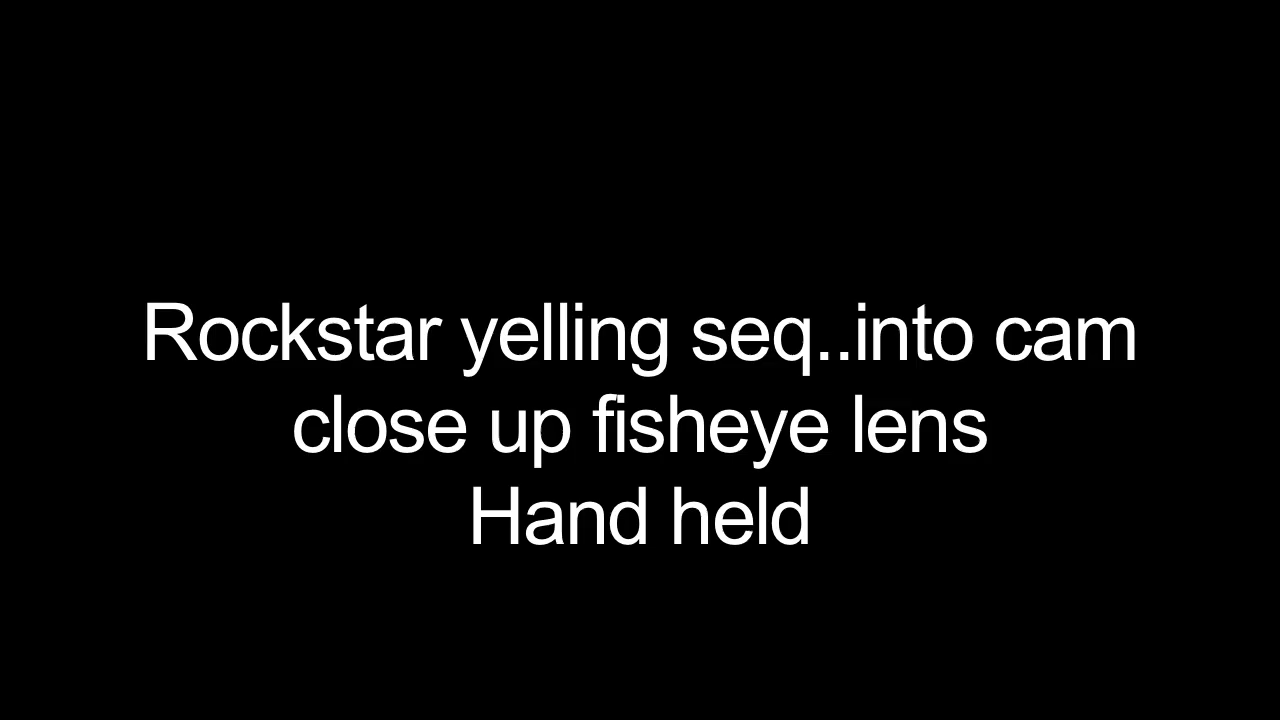 Rockstar yelling seq..into cam
close up fisheye lens
Hand held